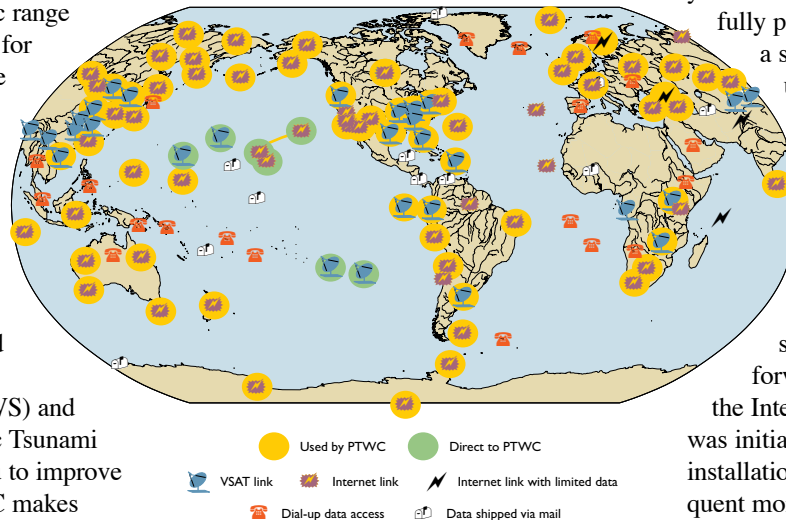 c range
for
e
y
fully p
a s
d
VS) and
e Tsunami
d to improve
C makes
s
forv
the Inte
was initia
installatio
quent mo
Used by PTWC
Direct to PTWC
VSAT link
Internet link
Internet link with limited data
Dial-up data access
Data shipped via mail